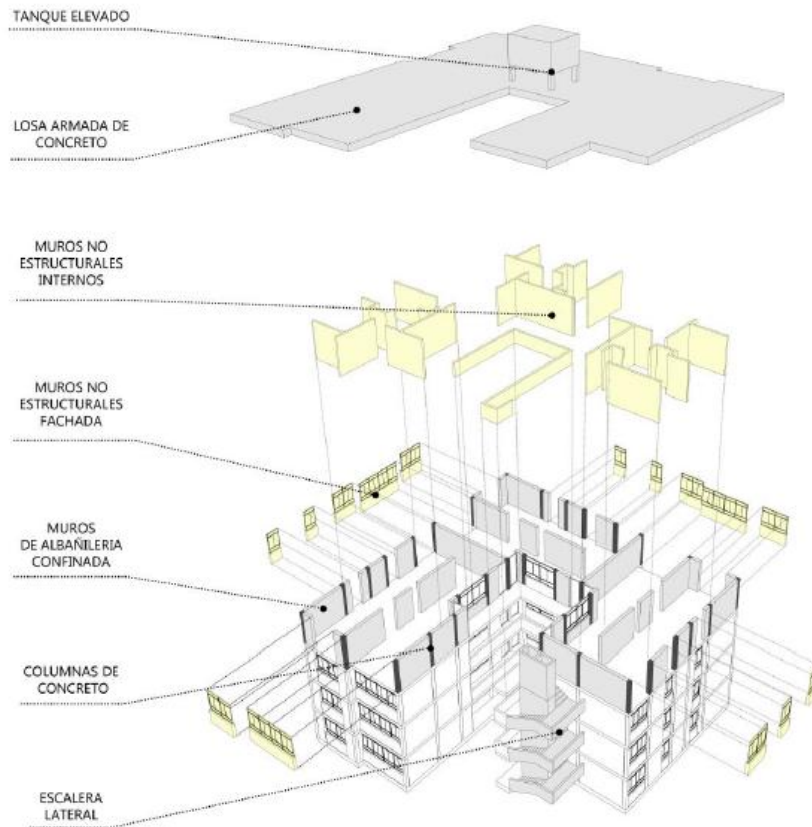 TANQUE ELEVADO
LOSA ARMADA DE
CONCRETO
MUROS NO
ESTRUCTURALES
INTERNOS
MUROS NO
ESTRUCTURALES
FACHADA
MUROS
DE ALBAÑILERIA
CONFINADA
COLUMNAS DE
CONCRETO
ESCALERA
LATERAL